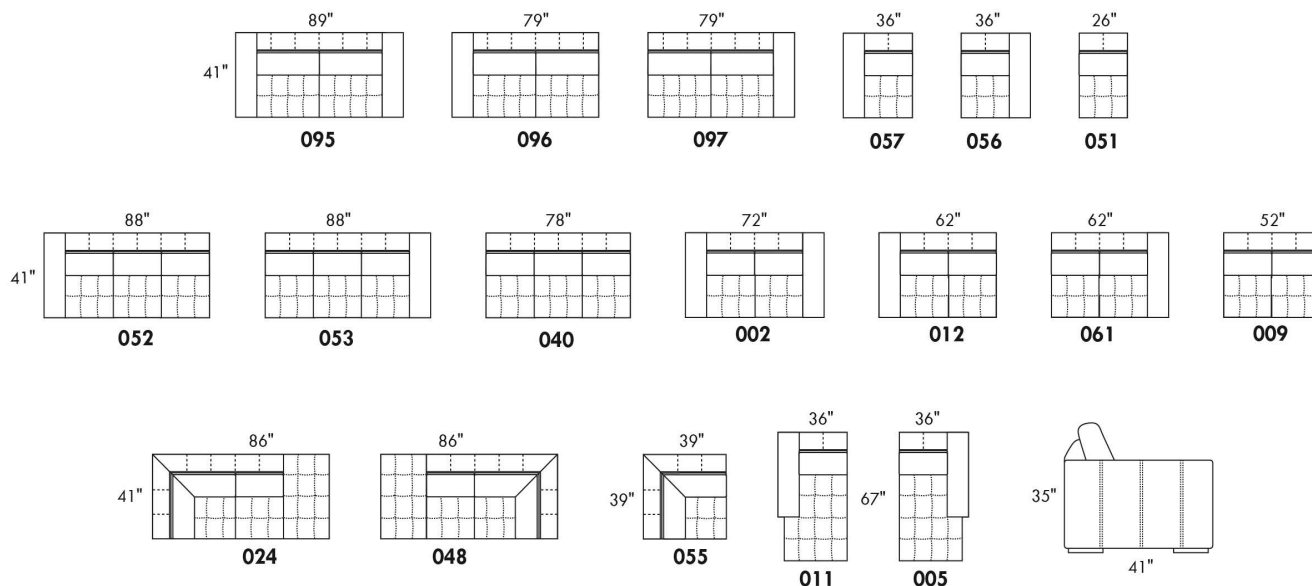 89" 79" 79" 36" 36" 26"
41"
095 096 097 057 056 051
88" 88" 78" 72" 62" 62" 52"
41"
052 053 040 002 012 061 009
36" 36"
86" 86" 39"
41" 39" 67" 35"
024 048 055 011 005 41"